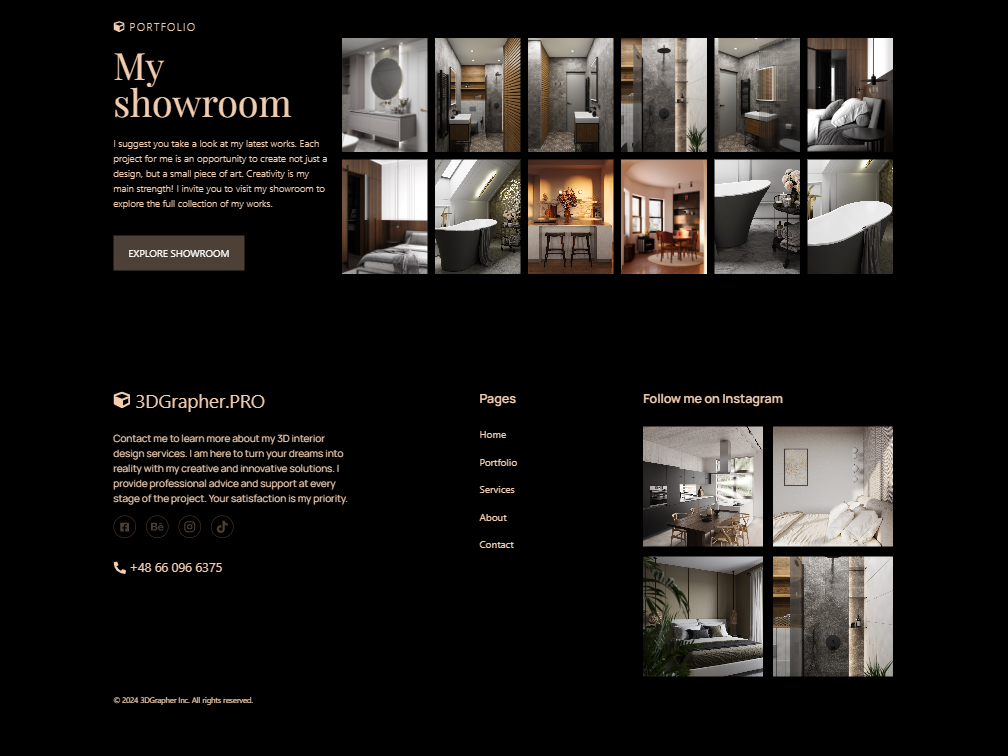 PORTFOLIO
My
showroom
I suggest you take a look at my latest works. Each
project for me is an opportunity to create not just a
design, but a small piece of art. Creativity is my
main strength! I invite you to visit my showroom to
explore the full collection of my works.
EXPLORE SHOWROOM
3DGrapher.PRO
Contact me to learn more about my 3D interior
design services. I am here to turn your dreams into
reality with my creative and innovative solutions. I
provide professional advice and support at every
stage of the project. Your satisfaction is my priority.
Bē
+48 66 096 6375
Pages
Home
Portfolio
Services
About
Contact
Follow me on Instagram
© 2024 3DGrapher Inc. All rights reserved.